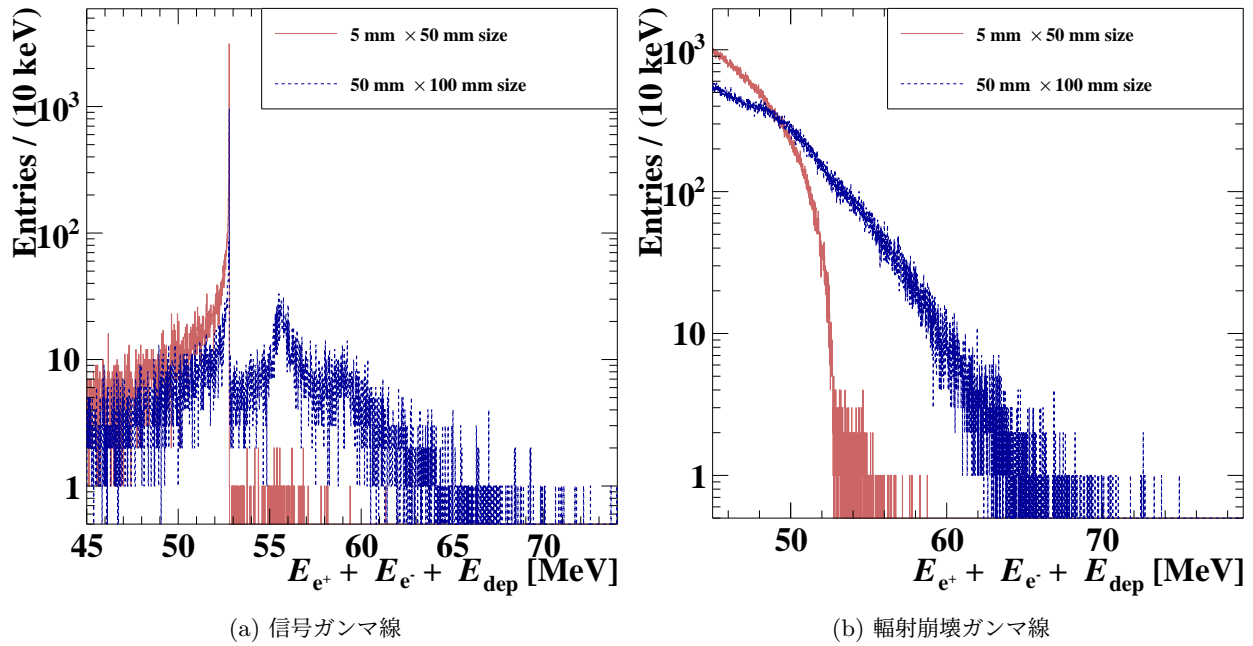 5 mm × 50 mm size
50 mm × 100 mm size
Entries / (10 keV)
10³
10²
10
1
45 50 55 60 65 70
E_e⁺ + E_e⁻ + E_dep [MeV]
(a) 信号ガンマ線
5 mm × 50 mm size
50 mm × 100 mm size
Entries / (10 keV)
10³
10²
10
1
50 60 70
E_e⁺ + E_e⁻ + E_dep [MeV]
(b) 輻射崩壊ガンマ線